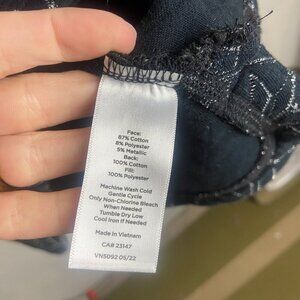 Face:
87% Cotton
8% Polyester
5% Metallic
Back:
100% Cotton
Fill:
100% Polyester
Machine Wash Cold
Gentle Cycle
Only Non-Chlorine Bleach
When Needed
Tumble Dry Low
Cool Iron If Needed
Made In Vietnam
CA# 23147
VN5092 05/22